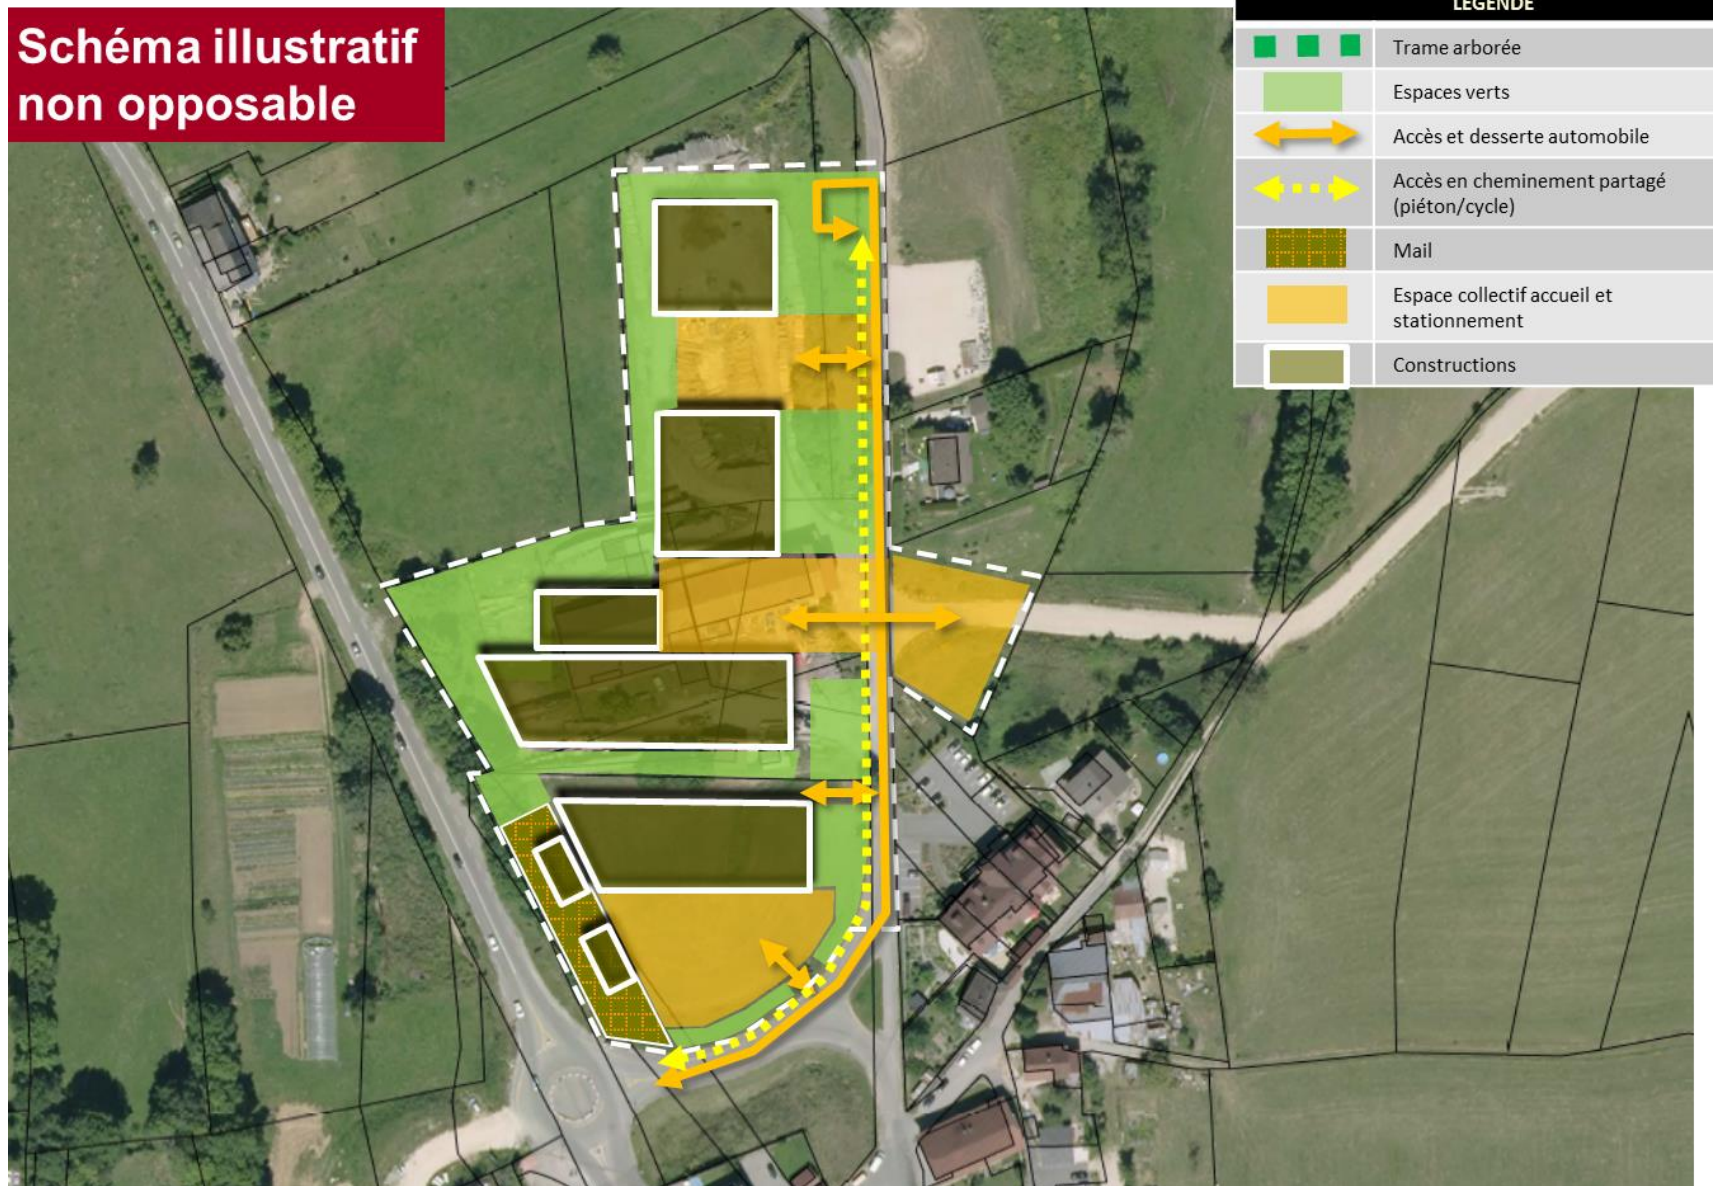 Schéma illustratif
non opposable
LEGENDE
Trame arborée
Espaces verts
Accès et desserte automobile
Accès en cheminement partagé
(piéton/cycle)
Mail
Espace collectif accueil et
stationnement
Constructions